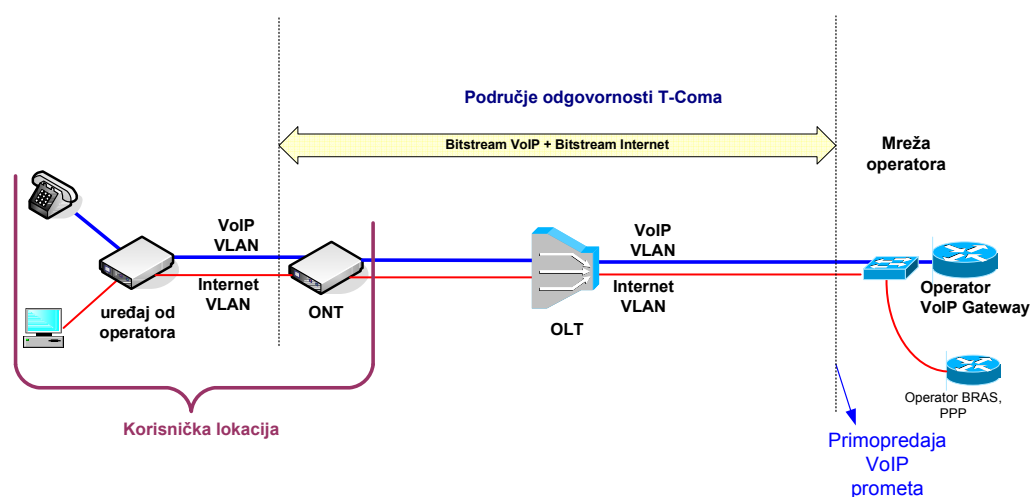 Područje odgovornosti T-Coma
Bitstream VoIP + Bitstream Internet
Mreža
operatora
VoIP
VLAN
Internet
VLAN
uređaj od
operatora
ONT
OLT
VoIP
VLAN
Internet
VLAN
Operator
VoIP Gateway
Operator BRAS,
PPP
Korisnička lokacija
Primopredaja
VoIP
prometa